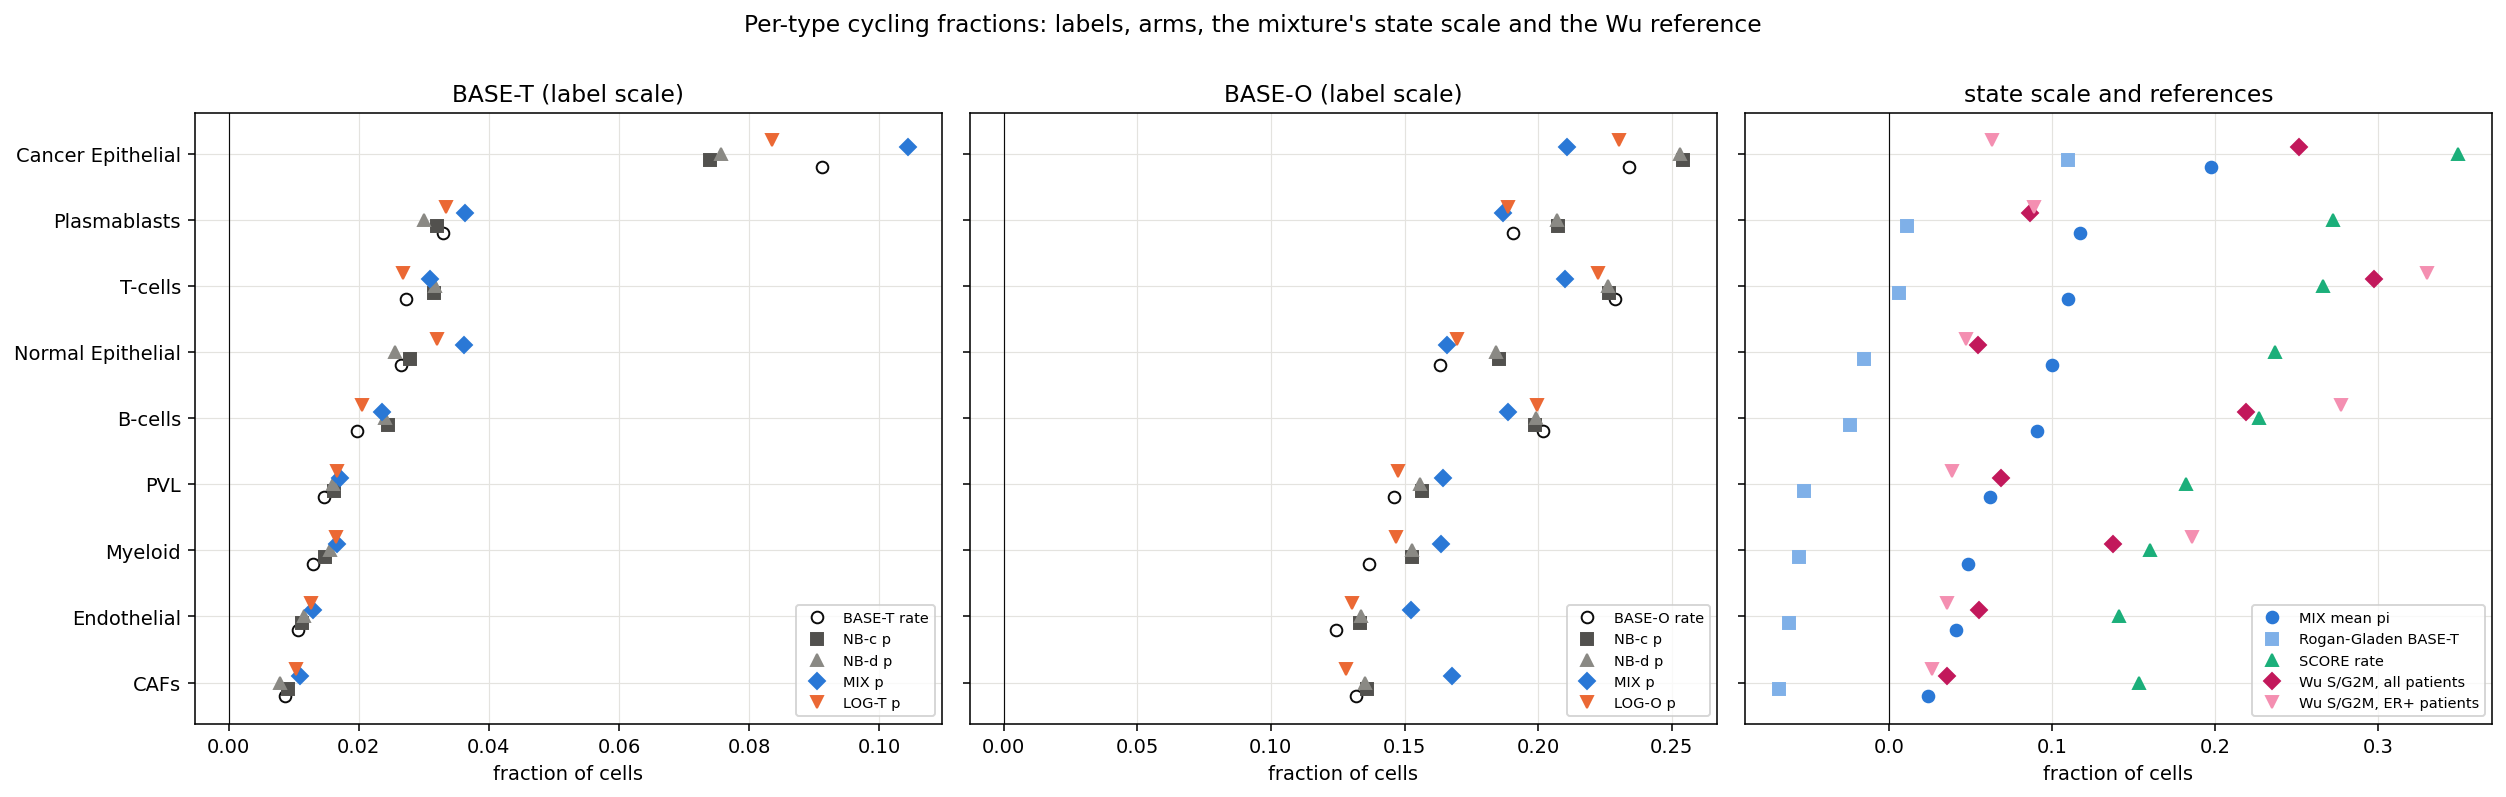 Per-type cycling fractions: labels, arms, the mixture's state scale and the Wu reference
BASE-T (label scale)
BASE-O (label scale)
state scale and references
Cancer Epithelial
Plasmablasts
T-cells
Normal Epithelial
B-cells
PVL
Myeloid
Endothelial
CAFs
BASE-T rate
NB-c p
NB-d p
MIX p
LOG-T p
BASE-O rate
NB-c p
NB-d p
MIX p
LOG-O p
MIX mean pi
Rogan-Gladen BASE-T
SCORE rate
Wu S/G2M, all patients
Wu S/G2M, ER+ patients
0.00 0.02 0.04 0.06 0.08 0.10
0.00 0.05 0.10 0.15 0.20 0.25
0.0 0.1 0.2 0.3
fraction of cells
fraction of cells
fraction of cells